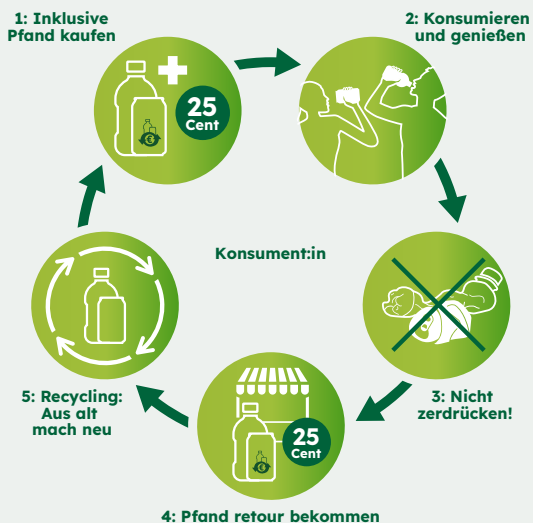 1: Inklusive
Pfand kaufen
25
Cent
2: Konsumieren
und genießen
Konsument:in
3: Nicht
zerdrücken!
25
Cent
4: Pfand retour bekommen
5: Recycling:
Aus alt
mach neu